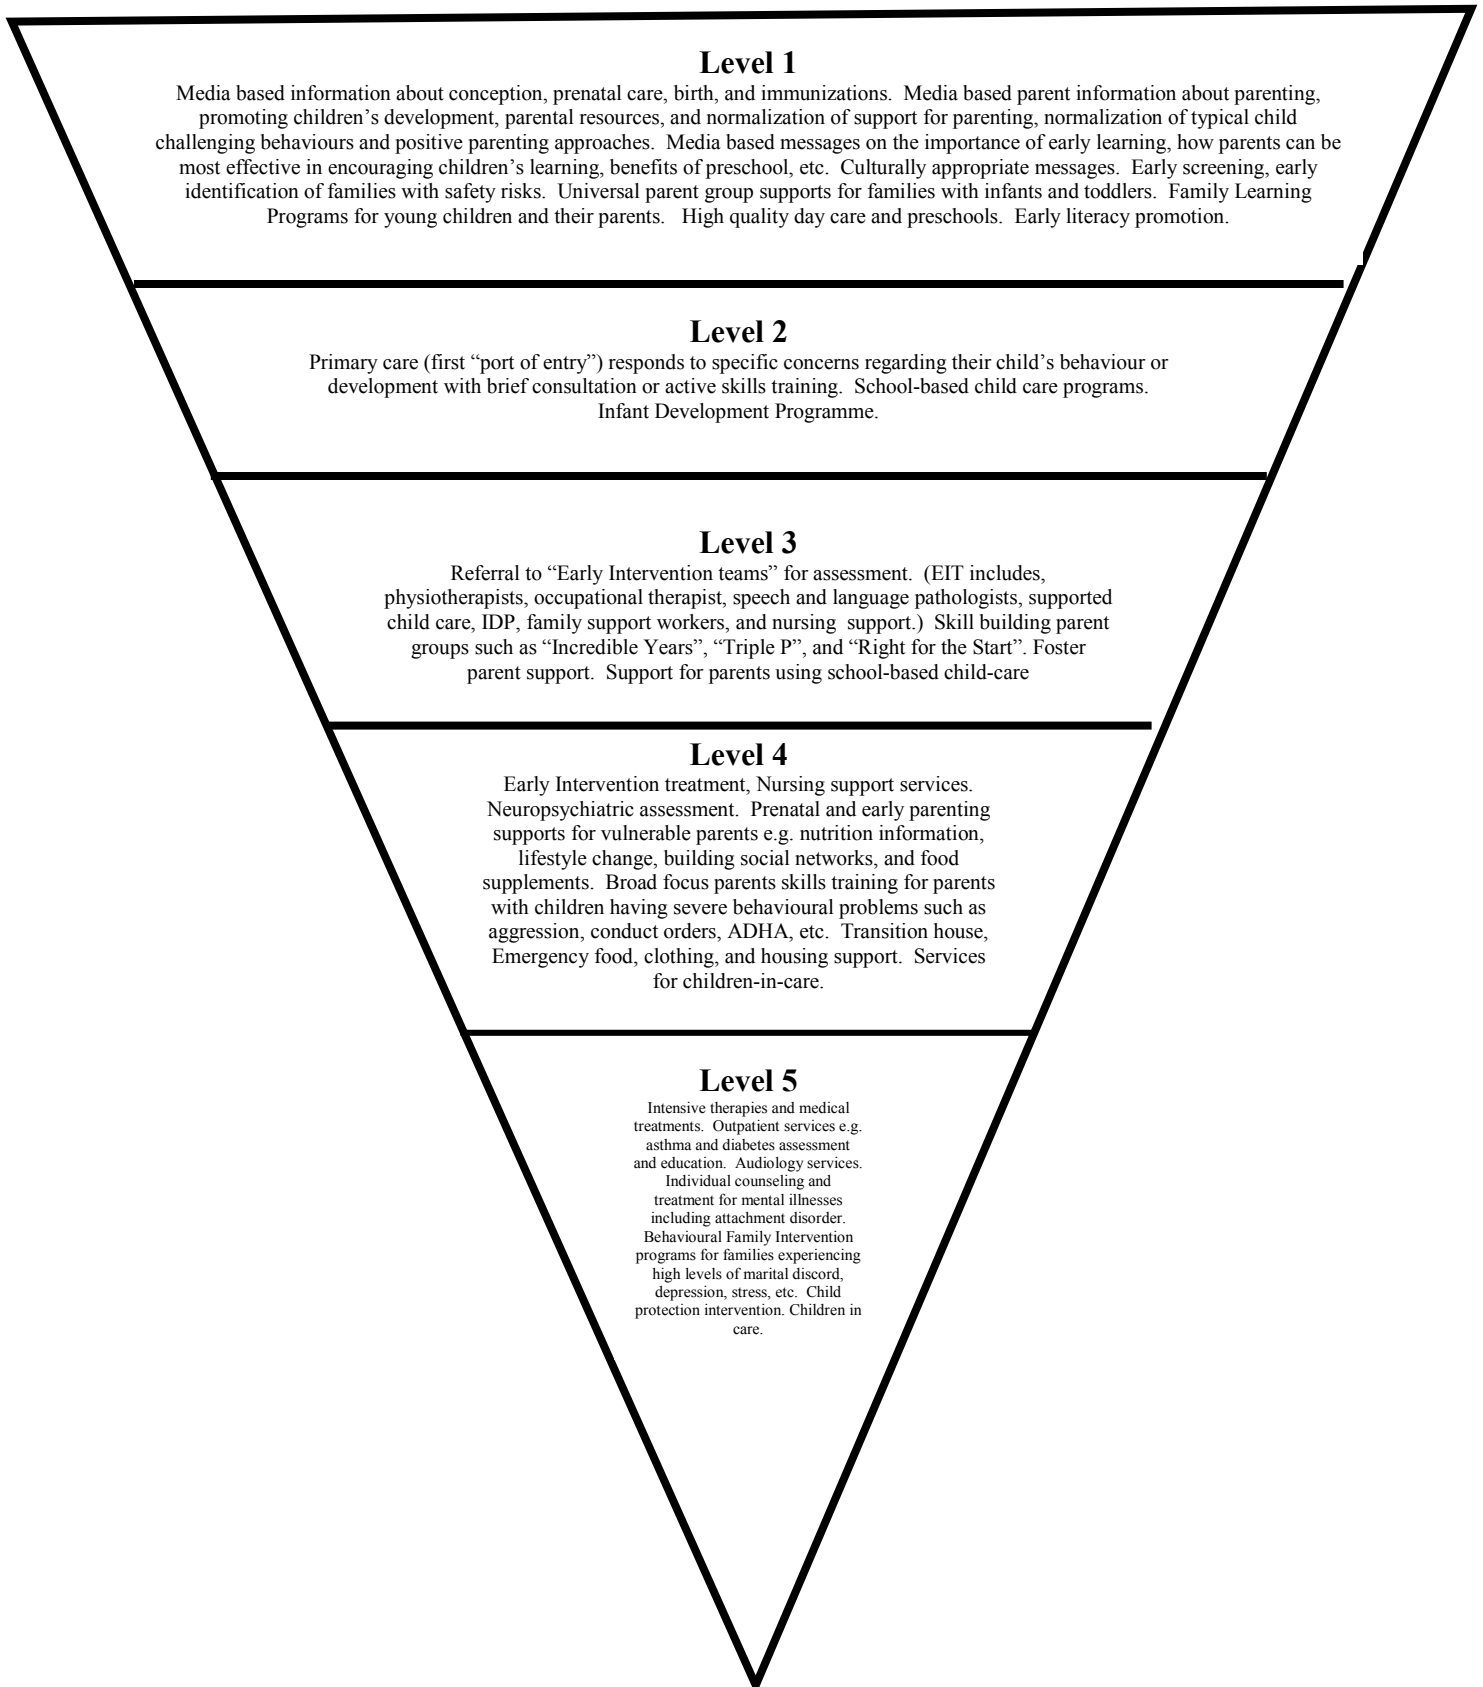 Level 1
Media based information about conception, prenatal care, birth, and immunizations.  Media based parent information about parenting,
promoting children’s development, parental resources, and normalization of support for parenting, normalization of typical child
challenging behaviours and positive parenting approaches.  Media based messages on the importance of early learning, how parents can be
most effective in encouraging children’s learning, benefits of preschool, etc.  Culturally appropriate messages.  Early screening, early
identification of families with safety risks.  Universal parent group supports for families with infants and toddlers.  Family Learning
Programs for young children and their parents.   High quality day care and preschools.  Early literacy promotion.
Level 2
Primary care (first “port of entry”) responds to specific concerns regarding their child’s behaviour or
development with brief consultation or active skills training.  School-based child care programs.
Infant Development Programme.
Level 3
Referral to “Early Intervention teams” for assessment.  (EIT includes,
physiotherapists, occupational therapist, speech and language pathologists, supported
child care, IDP, family support workers, and nursing  support.)  Skill building parent
groups such as “Incredible Years”, “Triple P”, and “Right for the Start”. Foster
parent support.  Support for parents using school-based child-care
Level 4
Early Intervention treatment, Nursing support services.
Neuropsychiatric assessment.  Prenatal and early parenting
supports for vulnerable parents e.g. nutrition information,
lifestyle change, building social networks, and food
supplements.  Broad focus parents skills training for parents
with children having severe behavioural problems such as
aggression, conduct orders, ADHA, etc.  Transition house,
Emergency food, clothing, and housing support.  Services
for children-in-care.
Level 5
Intensive therapies and medical
treatments.  Outpatient services e.g.
asthma and diabetes assessment
and education.  Audiology services.
Individual counseling and
treatment for mental illnesses
including attachment disorder.
Behavioural Family Intervention
programs for families experiencing
high levels of marital discord,
depression, stress, etc.  Child
protection intervention. Children in
care.